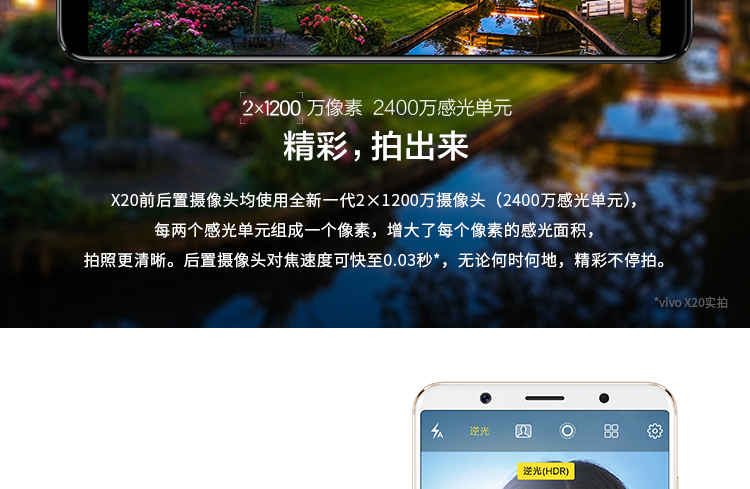 2×1200 万像素 2400万感光单元
精彩，拍出来
X20前后置摄像头均使用全新一代2×1200万摄像头（2400万感光单元），
每两个感光单元组成一个像素，增大了每个像素的感光面积，
拍照更清晰。后置摄像头对焦速度可快至0.03秒*，无论何时何地，精彩不停拍。
*vivo X20实拍
A 逆光
逆光(HDR)